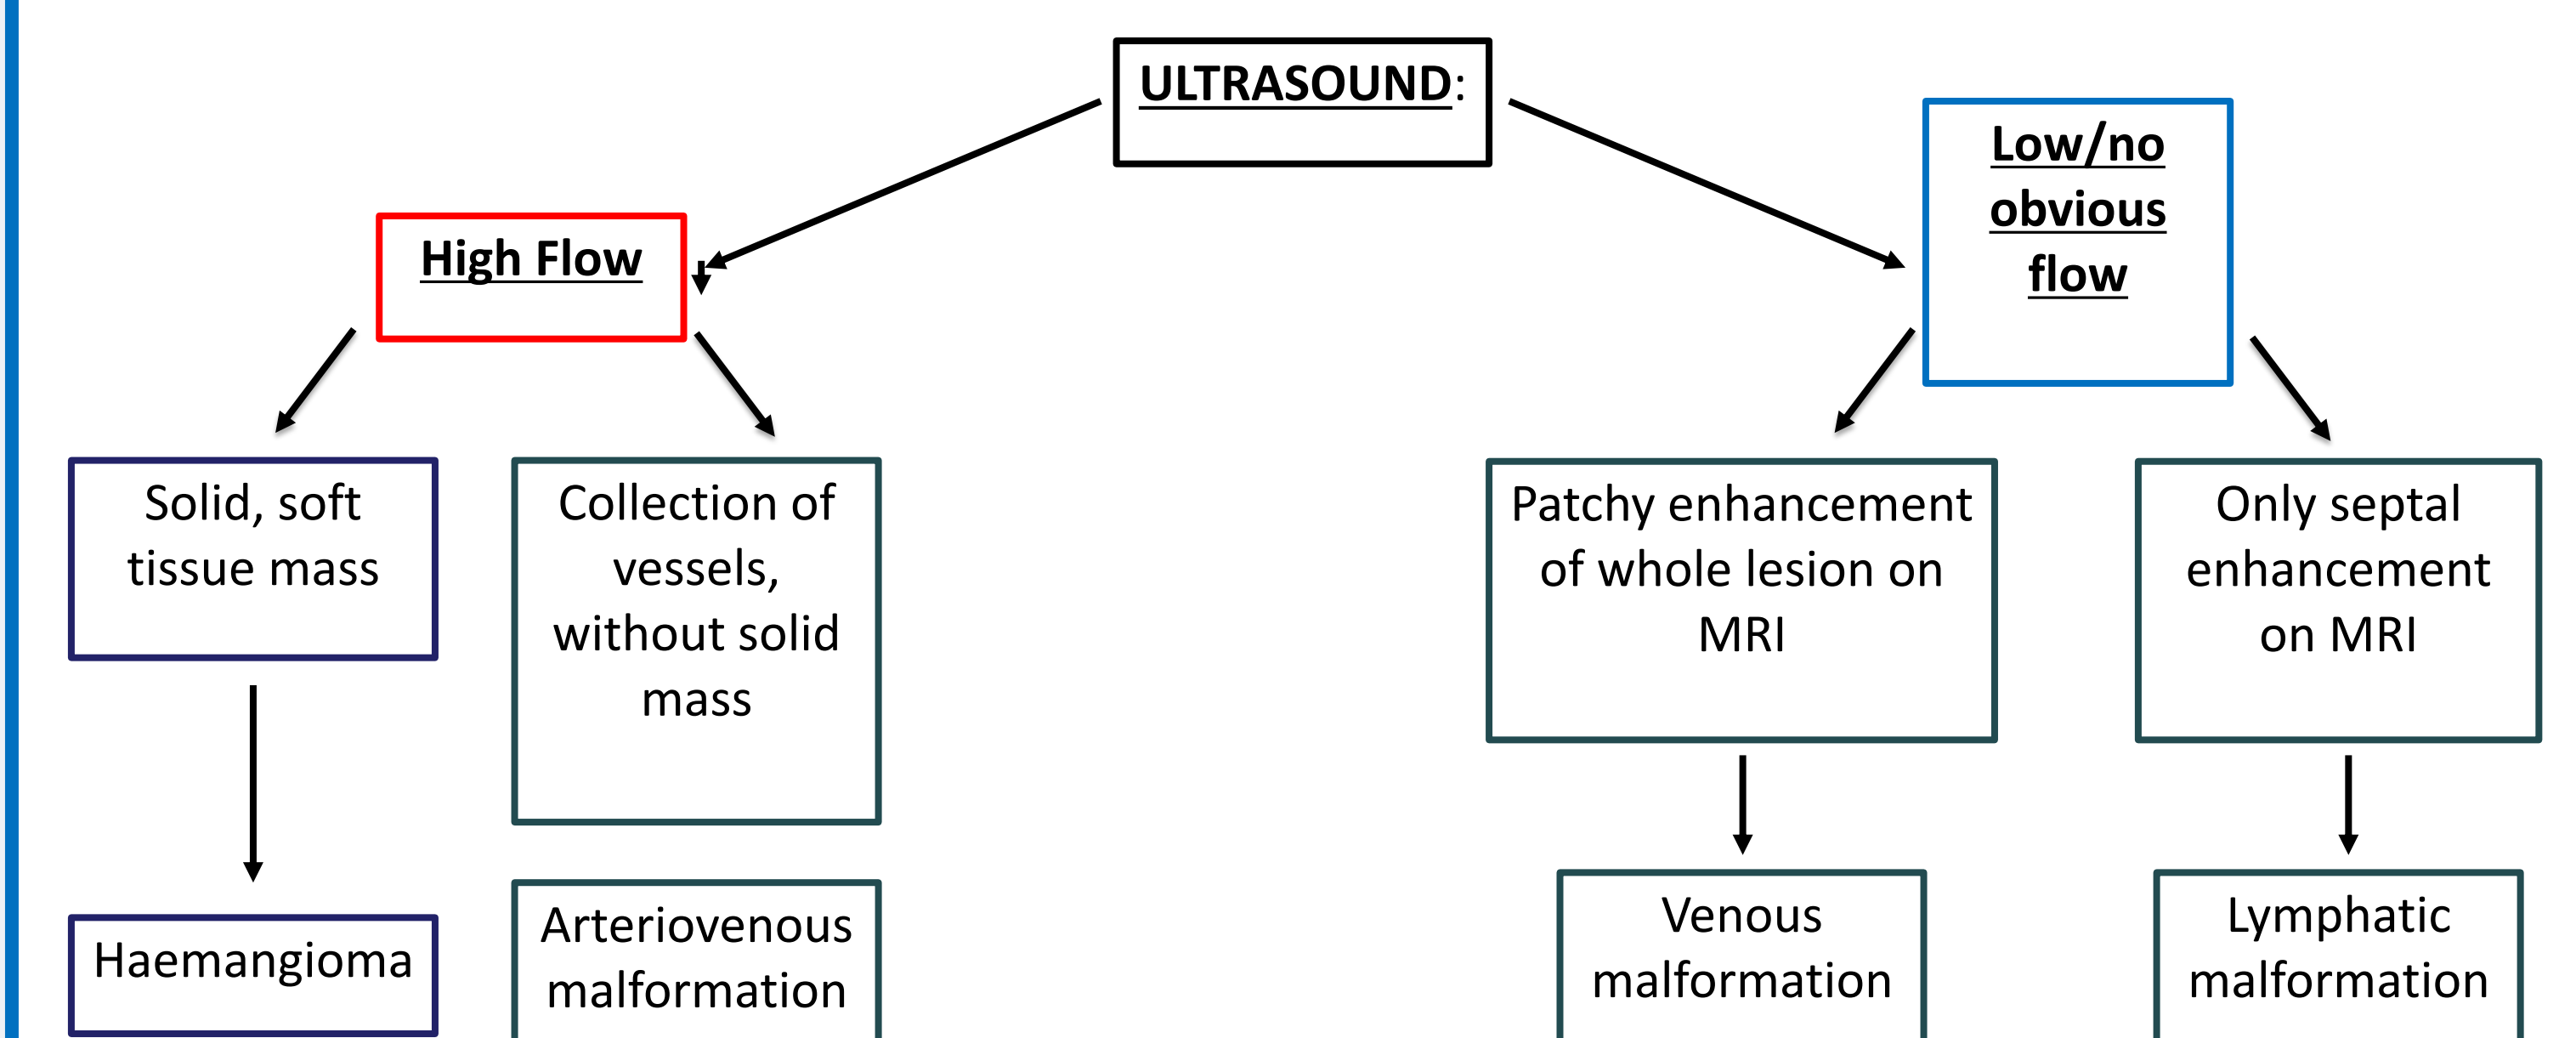 ULTRASOUND:
Low/no
obvious
flow
High Flow
Solid, soft
tissue mass
Collection of
vessels,
without solid
mass
Patchy enhancement
of whole lesion on
MRI
Only septal
enhancement
on MRI
Haemangioma
Arteriovenous
malformation
Venous
malformation
Lymphatic
malformation